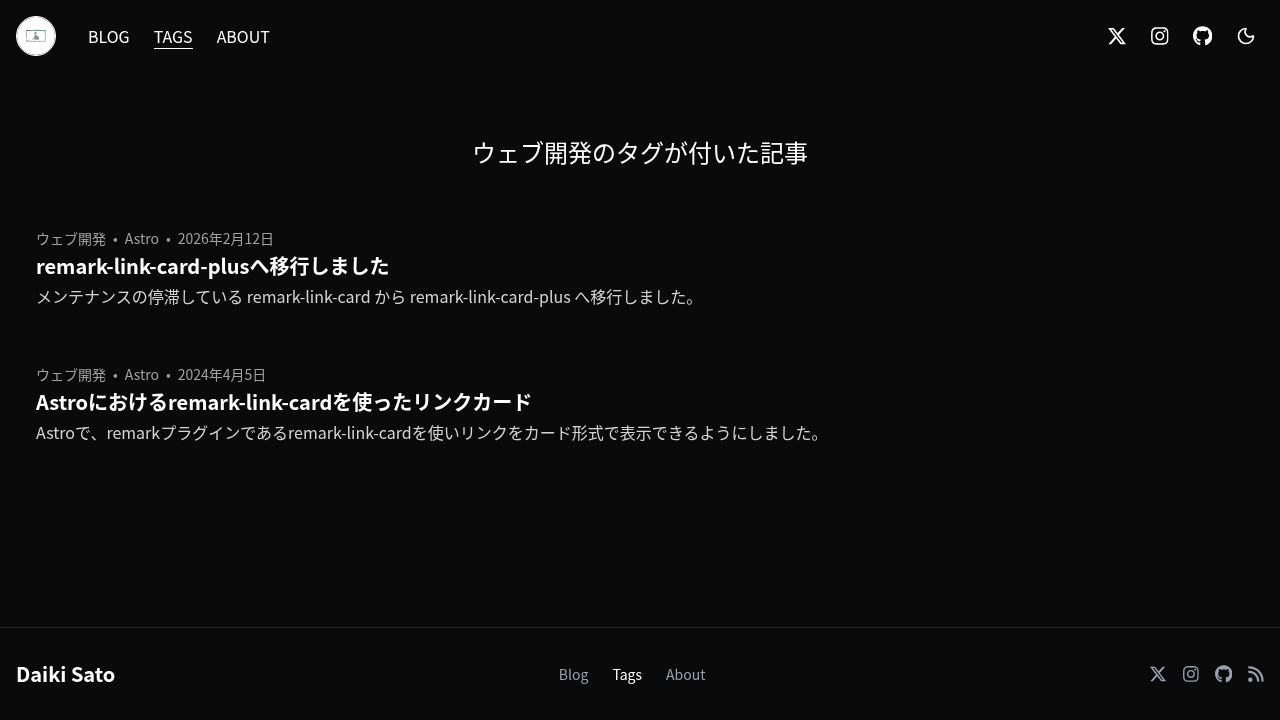 BLOG TAGS ABOUT
ウェブ開発のタグが付いた記事
ウェブ開発 • Astro • 2026年2月12日
remark-link-card-plusへ移行しました
メンテナンスの停滞している remark-link-card から remark-link-card-plus へ移行しました。
ウェブ開発 • Astro • 2024年4月5日
Astroにおけるremark-link-cardを使ったリンクカード
Astroで、remarkプラグインであるremark-link-cardを使いリンクをカード形式で表示できるようにしました。
Daiki Sato Blog Tags About